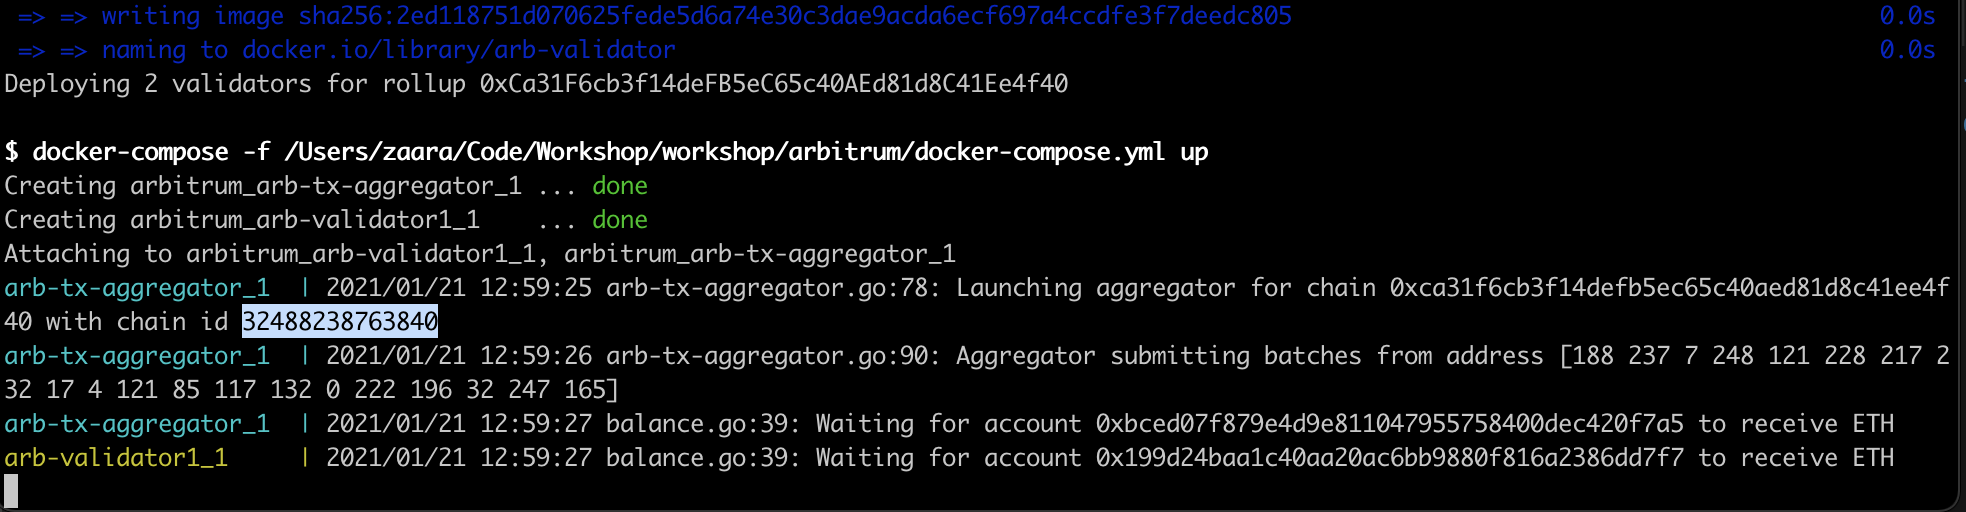 => => writing image sha256:2ed118751d070625fede5d6a74e30c3dae9acda6ecf697a4ccdfe3f7deedc805 0.0s
=> => naming to docker.io/library/arb-validator 0.0s
Deploying 2 validators for rollup 0xCa31F6cb3f14deFB5eC65c40AEd81d8C41Ee4f40
$ docker-compose -f /Users/zaara/Code/Workshop/workshop/arbitrum/docker-compose.yml up
Creating arbitrum_arb-tx-aggregator_1 ... done
Creating arbitrum_arb-validator1_1    ... done
Attaching to arbitrum_arb-validator1_1, arbitrum_arb-tx-aggregator_1
arb-tx-aggregator_1  | 2021/01/21 12:59:25 arb-tx-aggregator.go:78: Launching aggregator for chain 0xca31f6cb3f14defb5ec65c40aed81d8c41ee4f
40 with chain id 32488238763840
arb-tx-aggregator_1  | 2021/01/21 12:59:26 arb-tx-aggregator.go:90: Aggregator submitting batches from address [188 237 7 248 121 228 217 2
32 17 4 121 85 117 132 0 222 196 32 247 165]
arb-tx-aggregator_1  | 2021/01/21 12:59:27 balance.go:39: Waiting for account 0xbced07f879e4d9e811047955758400dec420f7a5 to receive ETH
arb-validator1_1     | 2021/01/21 12:59:27 balance.go:39: Waiting for account 0x199d24baa1c40aa20ac6bb9880f816a2386dd7f7 to receive ETH